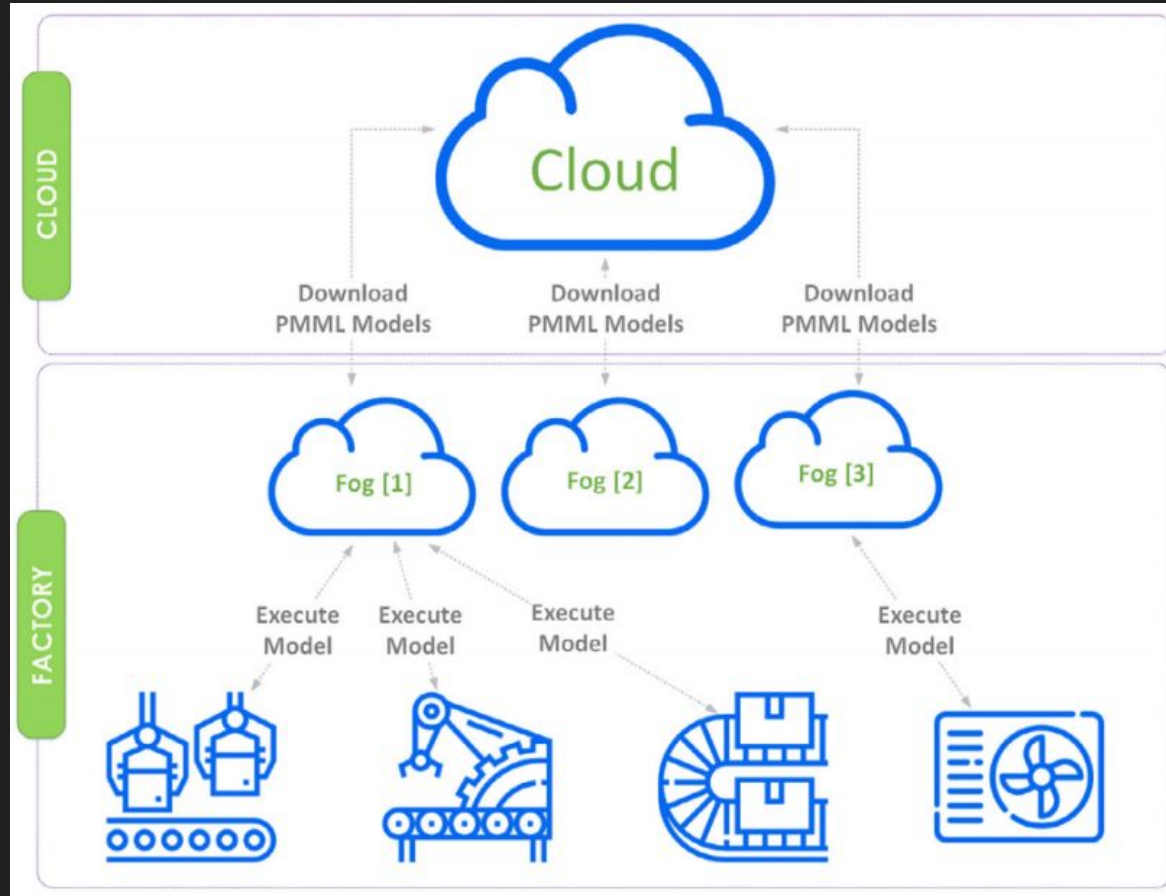 CLOUD
Cloud
Download
PMML Models
Download
PMML Models
Download
PMML Models
FACTORY
Fog [1]
Fog [2]
Fog [3]
Execute
Model
Execute
Model
Execute
Model
Execute
Model